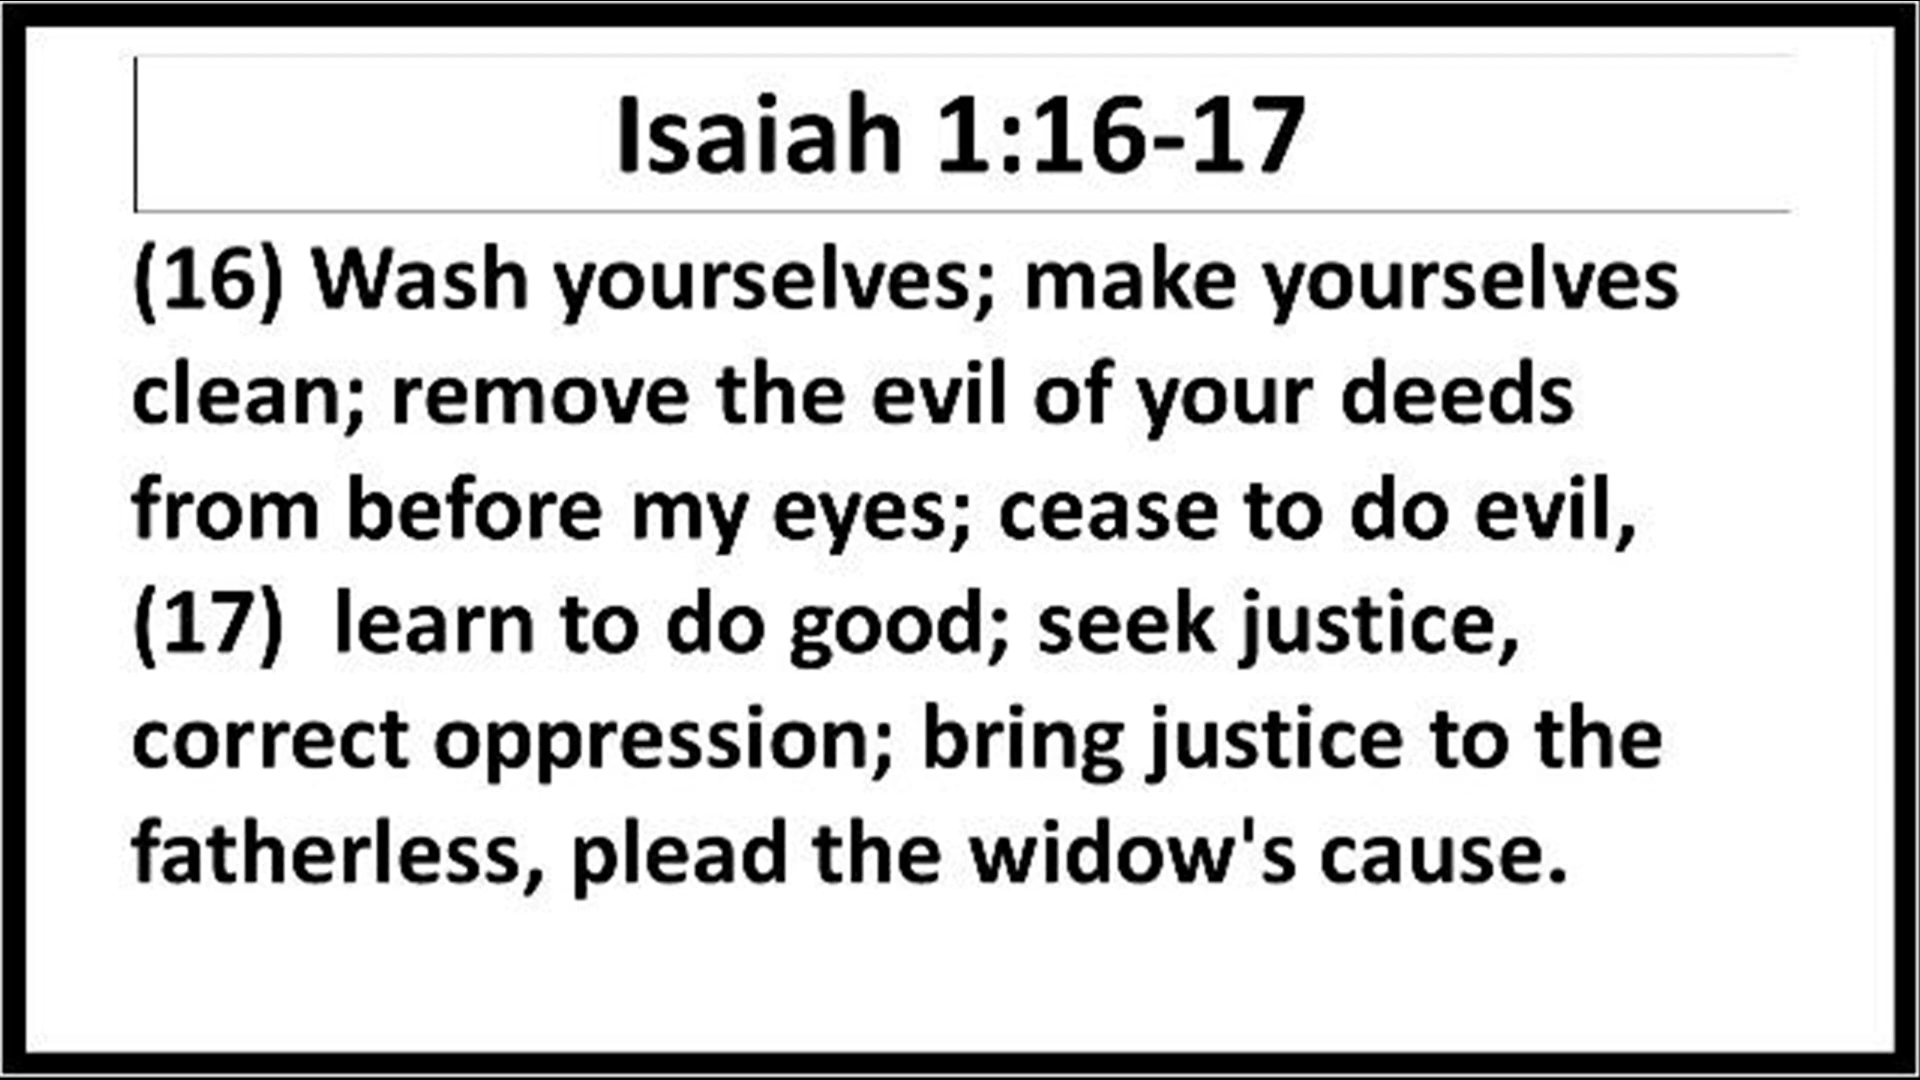 Isaiah 1:16-17
(16) Wash yourselves; make yourselves
clean; remove the evil of your deeds
from before my eyes; cease to do evil,
(17)  learn to do good; seek justice,
correct oppression; bring justice to the
fatherless, plead the widow's cause.